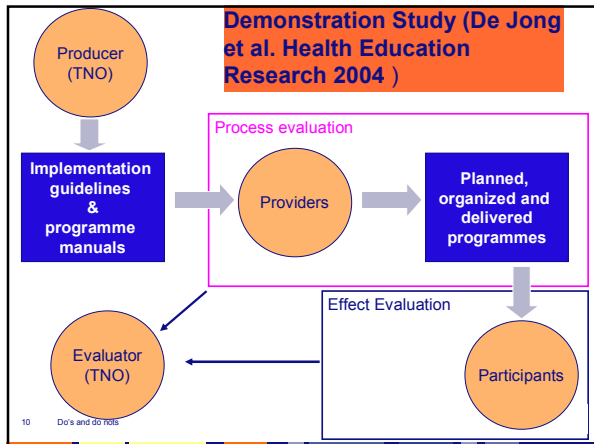 Demonstration Study (De Jong
et al. Health Education
Research 2004 )
Producer
(TNO)
Process evaluation
Implementation
guidelines
&
programme
manuals
Providers
Planned,
organized and
delivered
programmes
Effect Evaluation
Evaluator
(TNO)
Participants
10 Do's and do nots